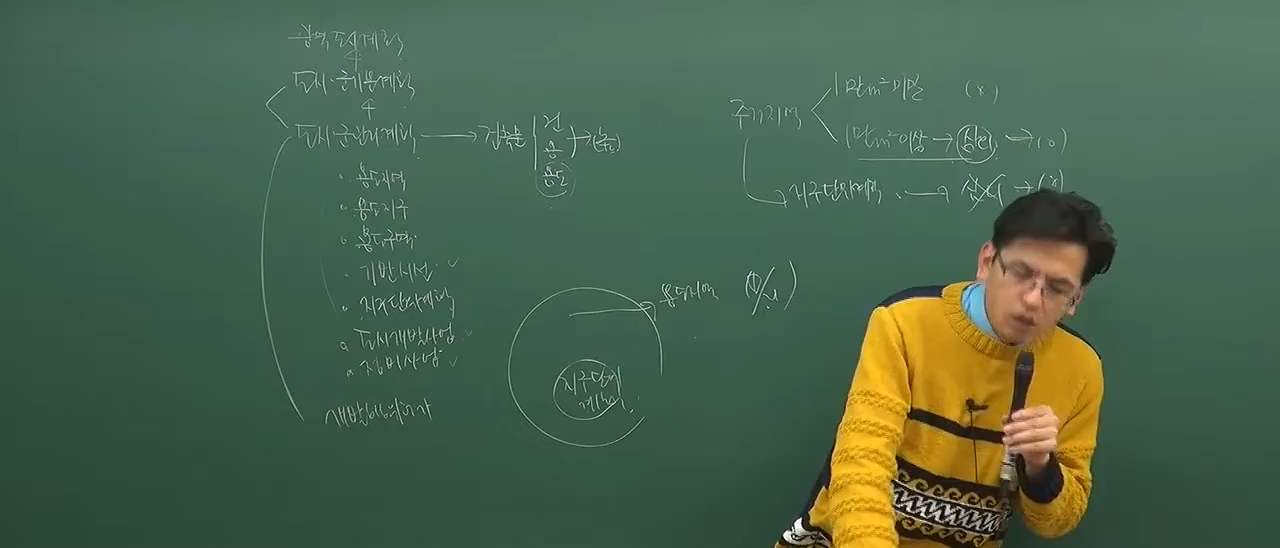 광역도시계획
도시·군기본계획
도시·군관리계획 → 건축물 건 용 용도 → (농)
· 용도지역
· 용도지구
· 용도구역
· 기반시설 ✓
· 지구단위계획
· 도시개발사업 ✓
· 정비사업 ✓
개발행위허가
주거지역
1만m² 미만 (x)
1만m² 이상 → 심의 → (o)
지구단위계획 → 심의 → (x)
용도지역
지구단위
계획